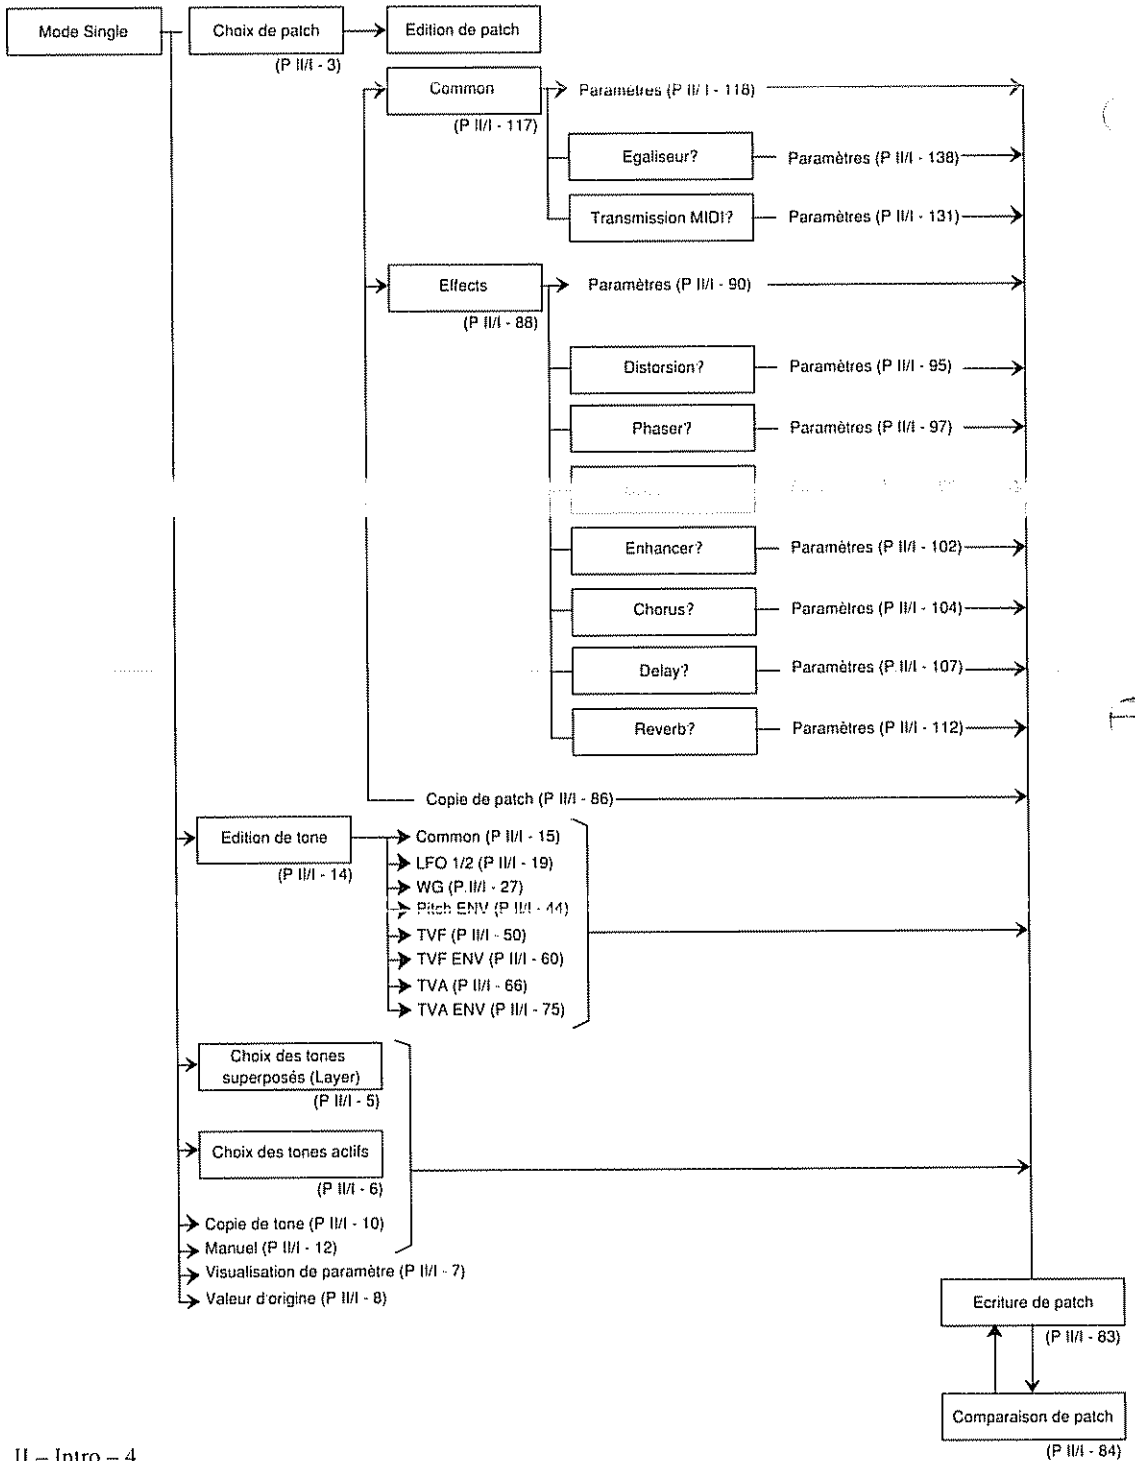 Mode Single
Choix de patch
Edition de patch
(P II/I - 3)
Common
Paramètres (P II/ I - 118)
(P II/I - 117)
Egaliseur?
Paramètres (P II/I - 138)
Transmission MIDI?
Paramètres (P II/I - 131)
Effects
Paramètres (P II/I - 90)
(P II/I - 88)
Distorsion?
Paramètres (P II/I - 95)
Phaser?
Paramètres (P II/I - 97)
Enhancer?
Paramètres (P II/I - 102)
Chorus?
Paramètres (P II/I - 104)
Delay?
Paramètres (P II/I - 107)
Reverb?
Paramètres (P II/I - 112)
Copie de patch (P II/I - 86)
Edition de tone
Common (P II/I - 15)
(P II/I - 14)
LFO 1/2 (P II/I - 19)
WG (P.II/I - 27)
Pitch ENV (P II/I - 44)
TVF (P II/I - 50)
TVF ENV (P II/I - 60)
TVA (P II/I - 66)
TVA ENV (P II/I - 75)
Choix des tones
superposés (Layer)
(P II/I - 5)
Choix des tones actifs
(P II/I - 6)
Copie de tone (P II/I - 10)
Manuel (P II/I - 12)
Visualisation de paramètre (P II/I - 7)
Valeur d'origine (P II/I - 8)
Ecriture de patch
(P II/I - 83)
Comparaison de patch
(P II/I - 84)
II – Intro – 4